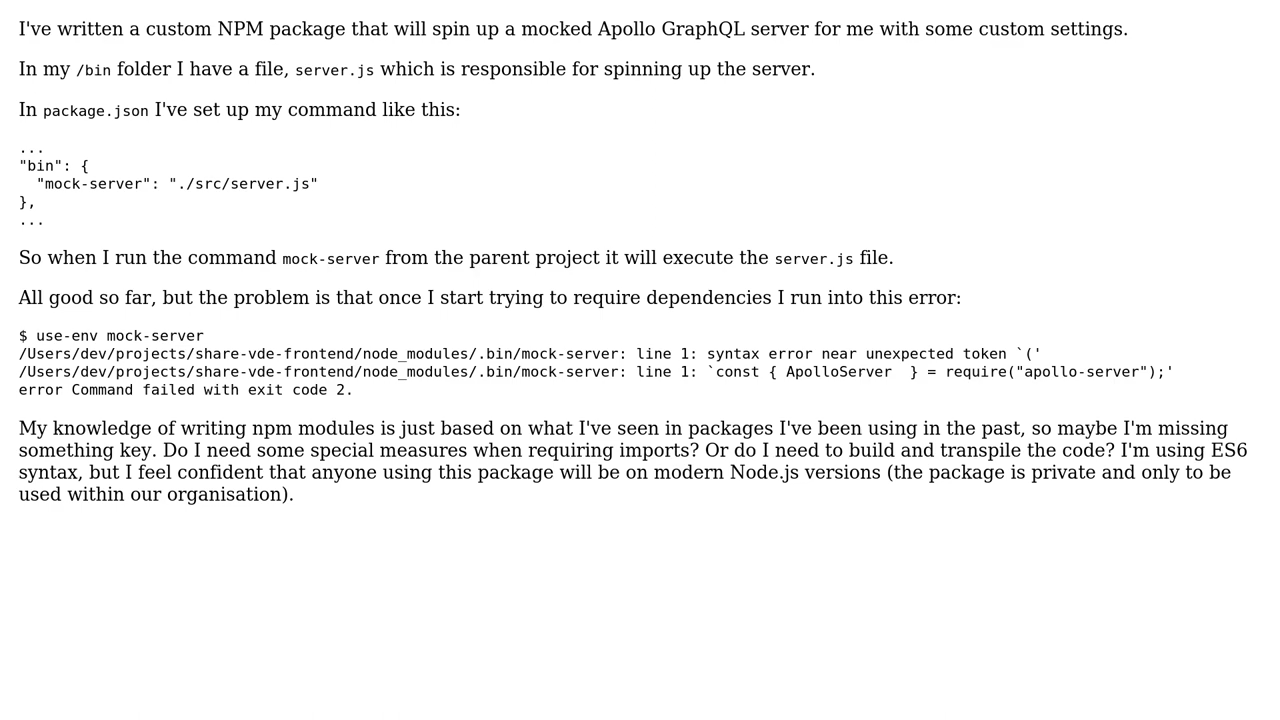 I've written a custom NPM package that will spin up a mocked Apollo GraphQL server for me with some custom settings.
In my /bin folder I have a file, server.js which is responsible for spinning up the server.
In package.json I've set up my command like this:
...
"bin": {
  "mock-server": "./src/server.js"
},
...
So when I run the command mock-server from the parent project it will execute the server.js file.
All good so far, but the problem is that once I start trying to require dependencies I run into this error:
$ use-env mock-server
/Users/dev/projects/share-vde-frontend/node_modules/.bin/mock-server: line 1: syntax error near unexpected token `('
/Users/dev/projects/share-vde-frontend/node_modules/.bin/mock-server: line 1: `const { ApolloServer  } = require("apollo-server");'
error Command failed with exit code 2.
My knowledge of writing npm modules is just based on what I've seen in packages I've been using in the past, so maybe I'm missing
something key. Do I need some special measures when requiring imports? Or do I need to build and transpile the code? I'm using ES6
syntax, but I feel confident that anyone using this package will be on modern Node.js versions (the package is private and only to be
used within our organisation).